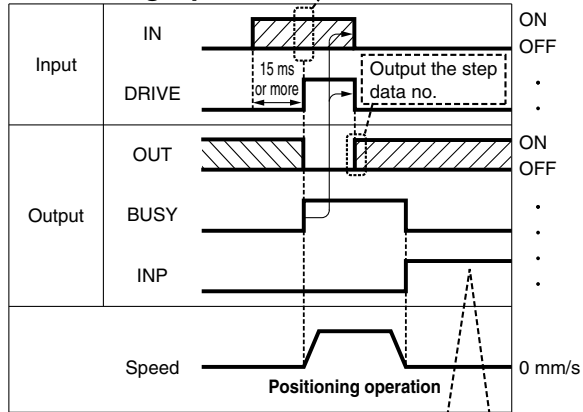 IN
ON
OFF
Input
15 ms
or more
Output the step
data no.
DRIVE
OUT
ON
OFF
Output
BUSY
INP
Speed
0 mm/s
Positioning operation